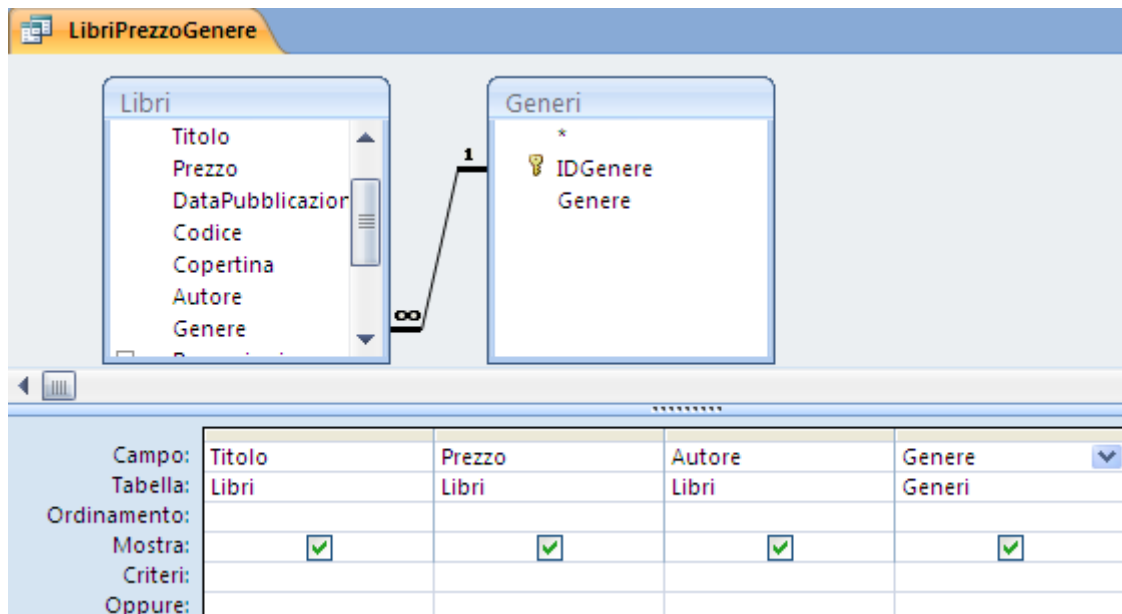 LibriPrezzoGenere
Libri
Titolo
Prezzo
DataPubblicazion
Codice
Copertina
Autore
Genere
∞
1
Generi
*
IDGenere
Genere
Campo: Titolo Prezzo Autore Genere
Tabella: Libri Libri Libri Generi
Ordinamento:
Mostra:
Criteri:
Oppure: